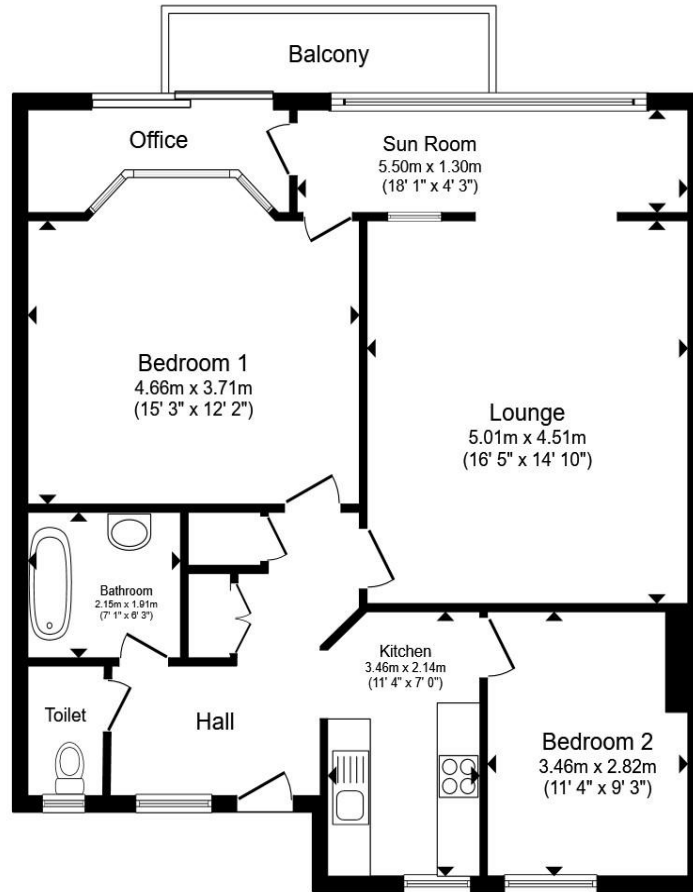 Balcony
Office
Sun Room
5.50m x 1.30m
(18' 1" x 4' 3")
Bedroom 1
4.66m x 3.71m
(15' 3" x 12' 2")
Lounge
5.01m x 4.51m
(16' 5" x 14' 10")
Bathroom
2.15m x 1.91m
(7' 1" x 6' 3")
Kitchen
3.46m x 2.14m
(11' 4" x 7' 0")
Toilet
Hall
Bedroom 2
3.46m x 2.82m
(11' 4" x 9' 3")